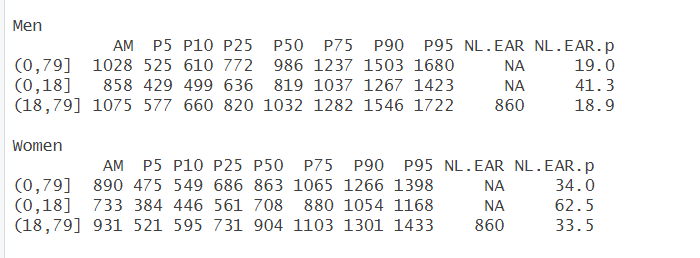 Men
AM P5 P10 P25 P50 P75 P90 P95 NL.EAR NL.EAR.p
(0,79] 1028 525 610 772 986 1237 1503 1680 NA 19.0
(0,18] 858 429 499 636 819 1037 1267 1423 NA 41.3
(18,79] 1075 577 660 820 1032 1282 1546 1722 860 18.9
Women
AM P5 P10 P25 P50 P75 P90 P95 NL.EAR NL.EAR.p
(0,79] 890 475 549 686 863 1065 1266 1398 NA 34.0
(0,18] 733 384 446 561 708 880 1054 1168 NA 62.5
(18,79] 931 521 595 731 904 1103 1301 1433 860 33.5